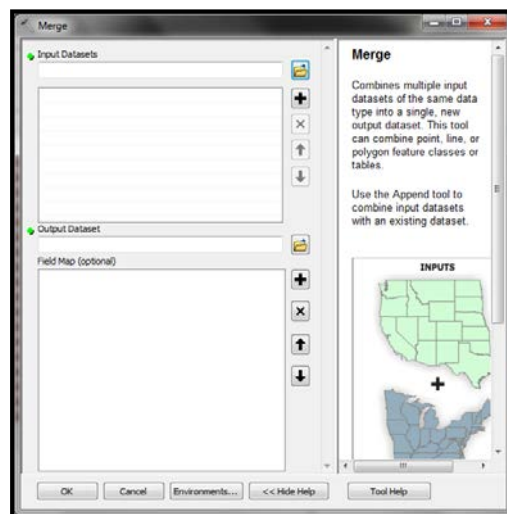 Merge
Input Datasets
Output Dataset
Field Map (optional)
OK
Cancel
Environments...
<< Hide Help
Tool Help
Merge
Combines multiple input
datasets of the same data
type into a single, new
output dataset. This tool
can combine point, line, or
polygon feature classes or
tables.
Use the Append tool to
combine input datasets
with an existing dataset.
INPUTS